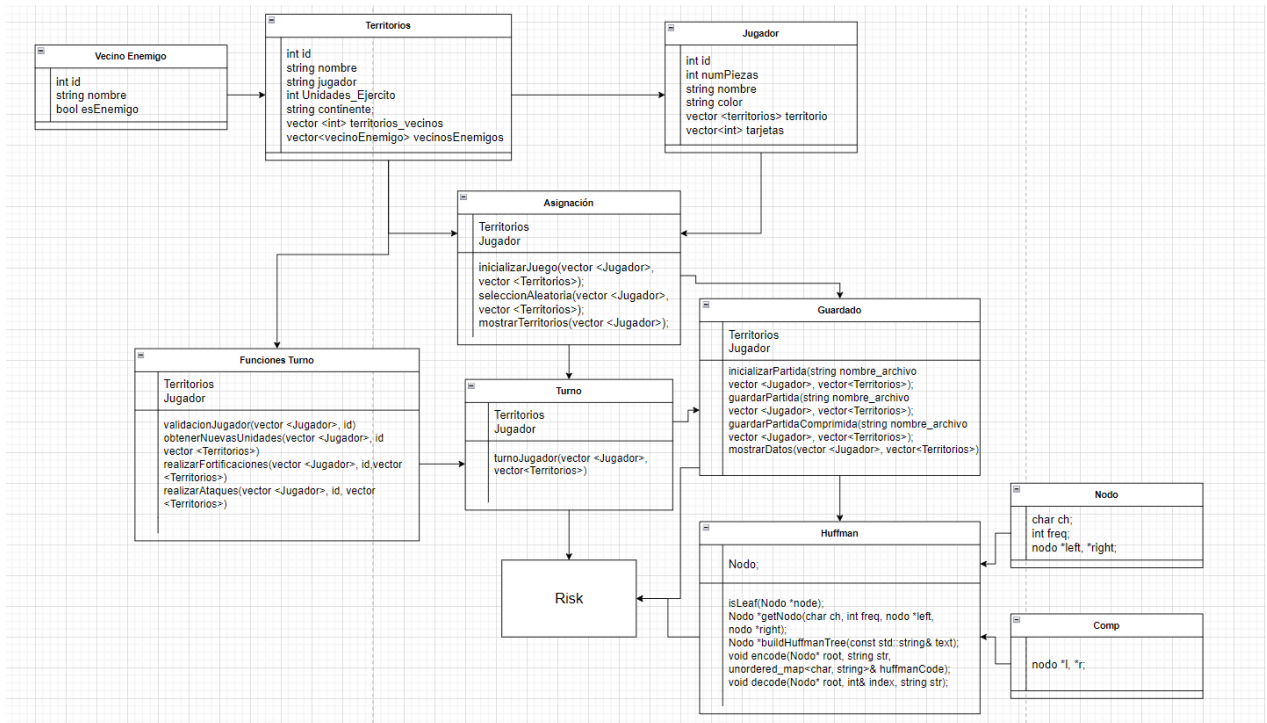 Vecino Enemigo
int id
string nombre
bool esEnemigo
Territorios
int id
string nombre
string jugador
int Unidades_Ejercito
string continente;
vector <int> territorios_vecinos
vector<vecinoEnemigo> vecinosEnemigos
Jugador
int id
int numPiezas
string nombre
string color
vector <territorios> territorio
vector<int> tarjetas
Asignación
Territorios
Jugador
inicializarJuego(vector <Jugador>,
vector <Territorios>);
seleccionAleatoria(vector <Jugador>,
vector <Territorios>);
mostrarTerritorios(vector <Jugador>);
Guardado
Territorios
Jugador
inicializarPartida(string nombre_archivo
vector <Jugador>, vector<Territorios>);
guardarPartida(string nombre_archivo
vector <Jugador>, vector<Territorios>);
guardarPartidaComprimida(string nombre_archivo
vector <Jugador>, vector<Territorios>);
mostrarDatos(vector <Jugador>, vector<Territorios>)
Funciones Turno
Territorios
Jugador
validacionJugador(vector <Jugador>, id)
obtenerNuevasUnidades(vector <Jugador>, id
vector <Territorios>)
realizarFortificaciones(vector <Jugador>, id,vector
<Territorios>)
realizarAtaques(vector <Jugador>, id, vector
<Territorios>)
Turno
Territorios
Jugador
turnoJugador(vector <Jugador>,
vector<Territorios>)
Risk
Huffman
Nodo;
isLeaf(Nodo *node);
Nodo *getNodo(char ch, int freq, nodo *left,
nodo *right);
Nodo *buildHuffmanTree(const std::string& text);
void encode(Nodo* root, string str,
unordered_map<char, string>& huffmanCode);
void decode(Nodo* root, int& index, string str);
Nodo
char ch;
int freq;
nodo *left, *right;
Comp
nodo *l, *r;